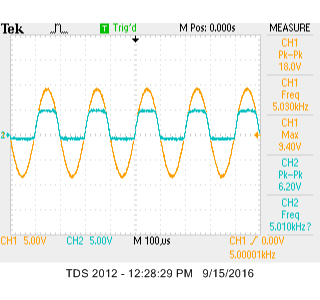 Tek Trig'd M Pos: 0.000s MEASURE
CH1
Pk-Pk
18.0V
CH1
Freq
5.030kHz
CH1
Max
9.40V
2
CH2
Pk-Pk
6.20V
CH2
Freq
5.010kHz?
CH1 5.00V CH2 5.00V M 100µs CH1 / 0.00V
5.00001kHz
TDS 2012 - 12:28:29 PM 9/15/2016